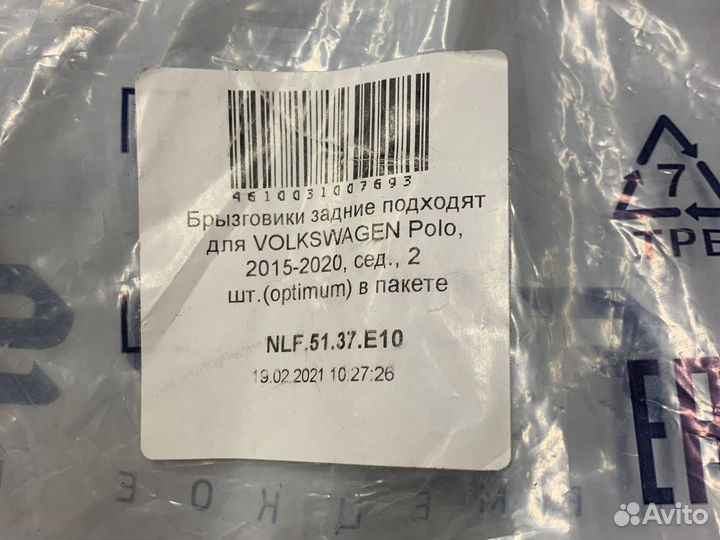 4610031007693
Брызговики задние подходят
для VOLKSWAGEN Polo,
2015-2020, сед., 2
шт.(optimum) в пакете
NLF.51.37.E10
19.02.2021 10:27:26
7
TPE
Avito